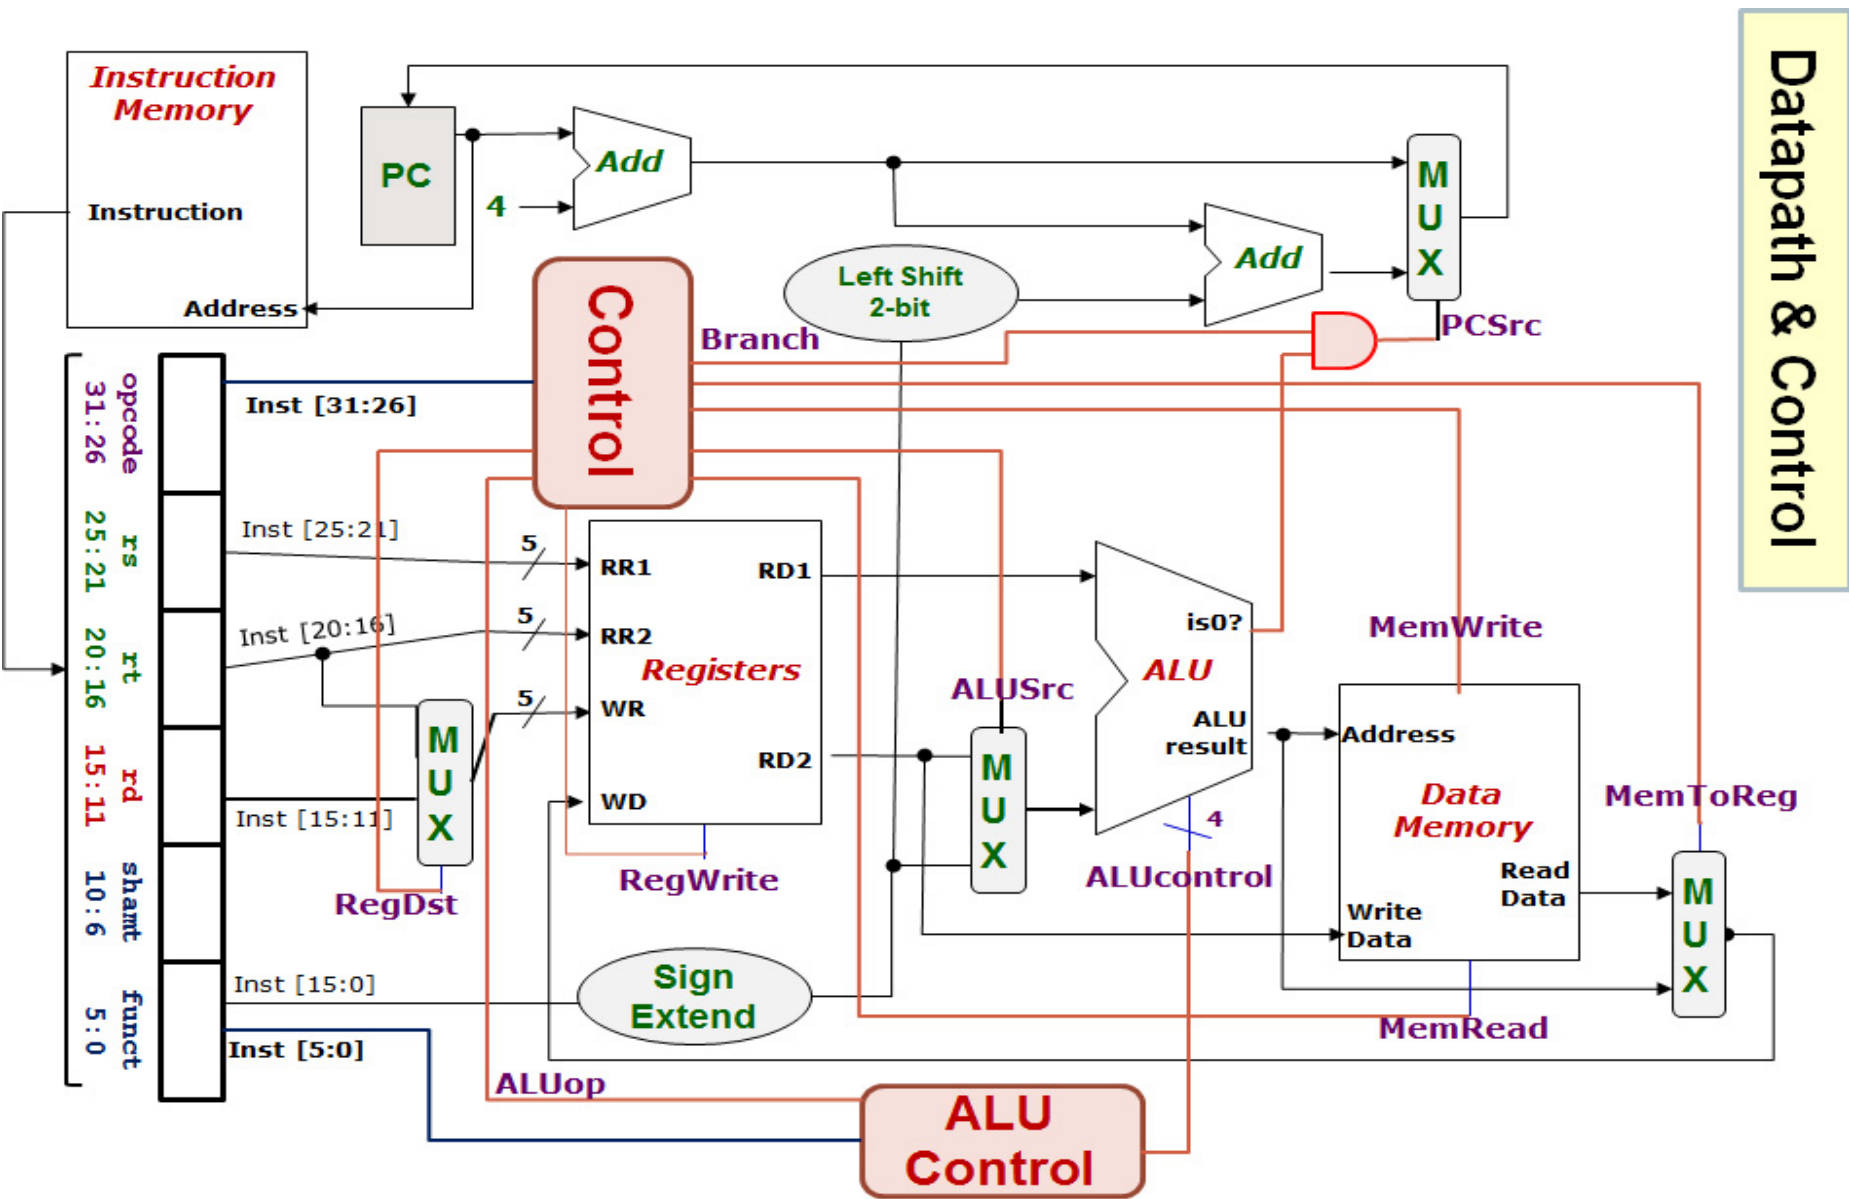 Datapath & Control
Instruction
Memory
Instruction
Address
PC
4
Add
Add
M
U
X
Left Shift
2-bit
Control
Branch
PCSrc
opcode
31:26
rs
25:21
rt
20:16
rd
15:11
shamt
10:6
funct
5:0
Inst [31:26]
Inst [25:21]
5
Inst [20:16]
5
5
Inst [15:11]
M
U
X
RegDst
RR1
RR2
WR
WD
Registers
RD1
RD2
RegWrite
ALUSrc
M
U
X
is0?
ALU
ALU
result
4
ALUcontrol
MemWrite
Address
Data
Memory
Read
Data
Write
Data
MemRead
MemToReg
M
U
X
Inst [15:0]
Sign
Extend
Inst [5:0]
ALUop
ALU
Control